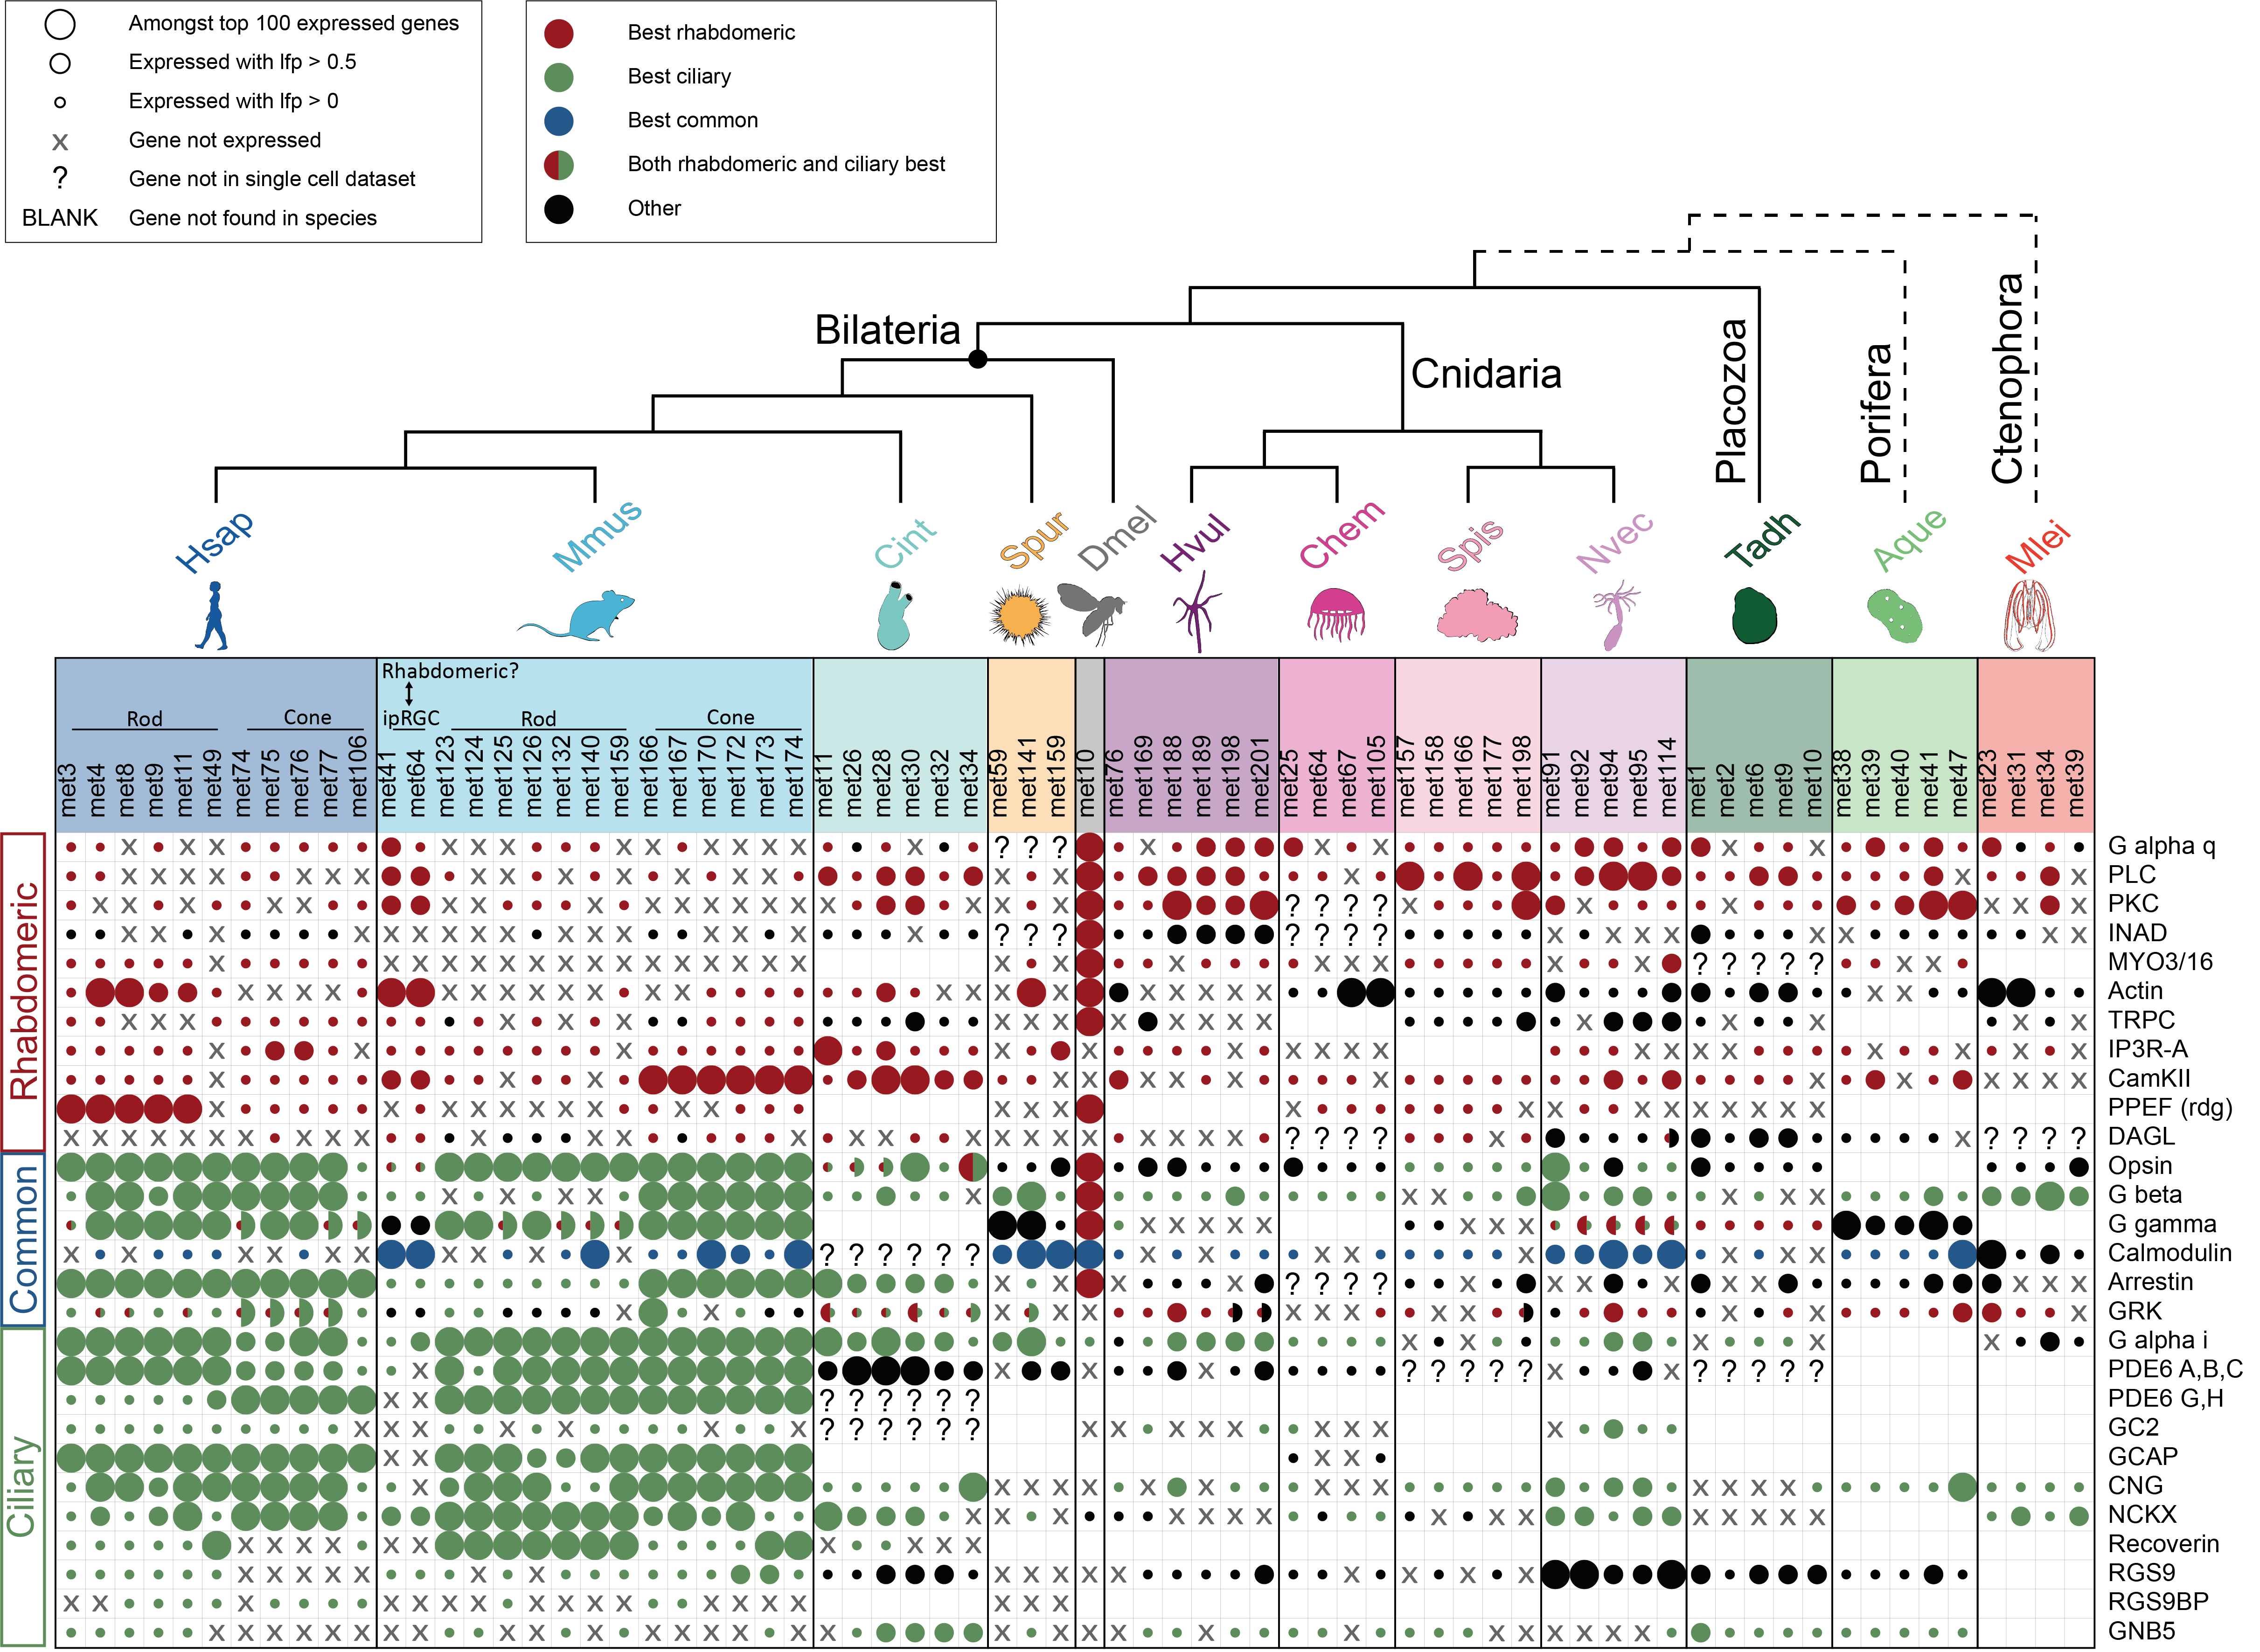 Amongst top 100 expressed genes
Expressed with lfp > 0.5
Expressed with lfp > 0
x Gene not expressed
? Gene not in single cell dataset
BLANK Gene not found in species
Best rhabdomeric
Best ciliary
Best common
Both rhabdomeric and ciliary best
Other
Bilateria
Cnidaria
Placozoa
Porifera
Ctenophora
Hsap
Mmus
Cint
Spur
Dmel
Hvul
Chem
Spis
Nvec
Tadh
Aque
Mlei
Rhabdomeric?
ipRGC
Rod
Cone
Rod
Cone
met3
met4
met8
met9
met11
met49
met74
met75
met76
met77
met106
met41
met64
met123
met124
met125
met126
met132
met140
met159
met166
met167
met170
met172
met173
met174
met11
met26
met28
met30
met32
met34
met59
met141
met159
met10
met76
met169
met188
met189
met198
met201
met25
met64
met67
met105
met157
met158
met166
met177
met198
met91
met92
met94
met95
met114
met1
met2
met6
met9
met10
met38
met39
met40
met41
met47
met23
met31
met34
met39
Rhabdomeric
Common
Ciliary
G alpha q
PLC
PKC
INAD
MYO3/16
Actin
TRPC
IP3R-A
CamKII
PPEF (rdg)
DAGL
Opsin
G beta
G gamma
Calmodulin
Arrestin
GRK
G alpha i
PDE6 A,B,C
PDE6 G,H
GC2
GCAP
CNG
NCKX
Recoverin
RGS9
RGS9BP
GNB5